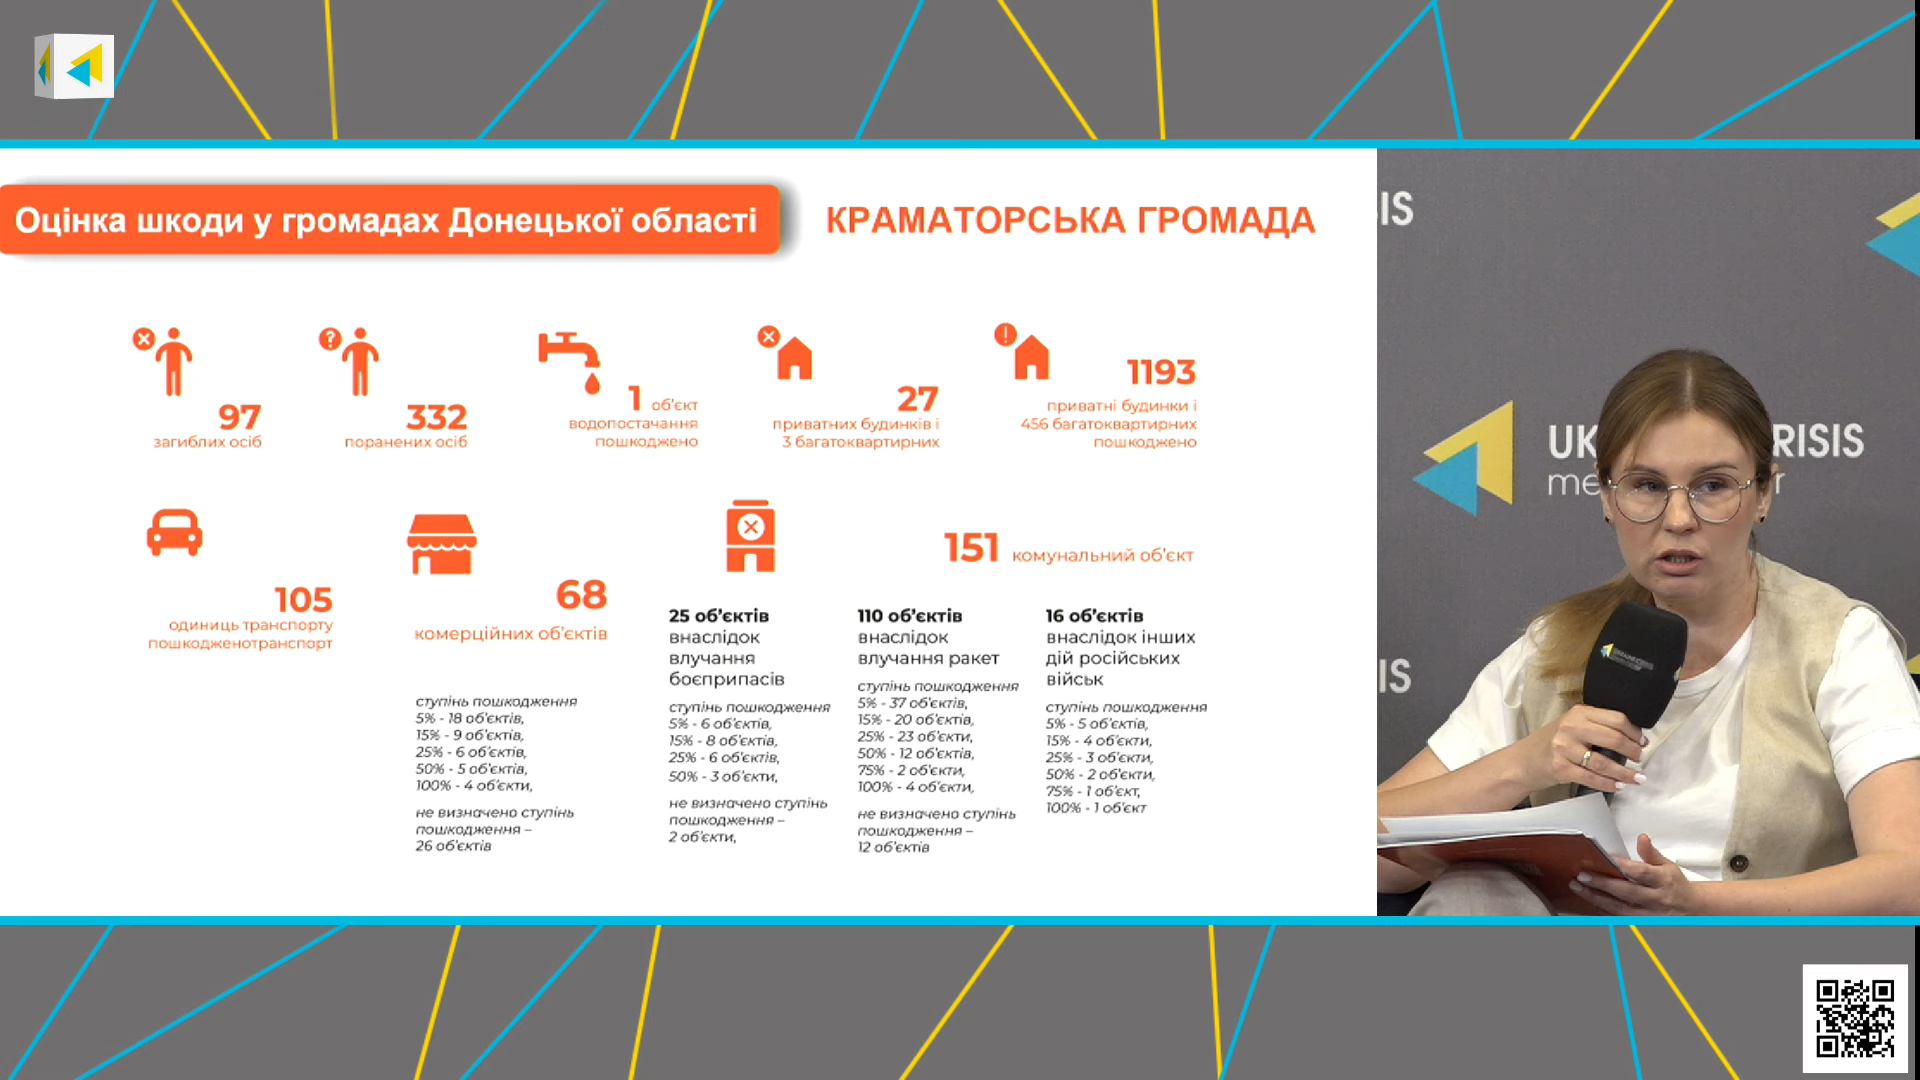 Оцінка шкоди у громадах Донецької області
КРАМАТОРСЬКА ГРОМАДА
97
загиблих осіб
332
поранених осіб
1 об'єкт
водопостачання
пошкоджено
27
приватних будинків і
3 багатоквартирних
1193
приватні будинки і
456 багатоквартирних
пошкоджено
105
одиниць транспорту
пошкодженотранспорт
68
комерційних об'єктів
ступінь пошкодження
5% - 18 об'єктів,
15% - 9 об'єктів,
25% - 6 об'єктів,
50% - 5 об'єктів,
100% - 4 об'єкти,
не визначено ступінь
пошкодження –
26 об'єктів
151 комунальний об'єкт
25 об'єктів
внаслідок
влучання
боєприпасів
ступінь пошкодження
5% - 6 об'єктів,
15% - 8 об'єктів,
25% - 6 об'єктів,
50% - 3 об'єкти,
не визначено ступінь
пошкодження –
2 об'єкти,
110 об'єктів
внаслідок
влучання ракет
ступінь пошкодження
5% - 37 об'єктів,
15% - 20 об'єктів,
25% - 23 об'єкти,
50% - 12 об'єктів,
75% - 2 об'єкти,
100% - 4 об'єкти,
не визначено ступінь
пошкодження –
12 об'єктів
16 об'єктів
внаслідок інших
дій російських
військ
ступінь пошкодження
5% - 5 об'єктів,
15% - 4 об'єкти,
25% - 3 об'єкти,
50% - 2 об'єкти,
75% - 1 об'єкт,
100% - 1 об'єкт
IS
UK RISIS
me r
IS